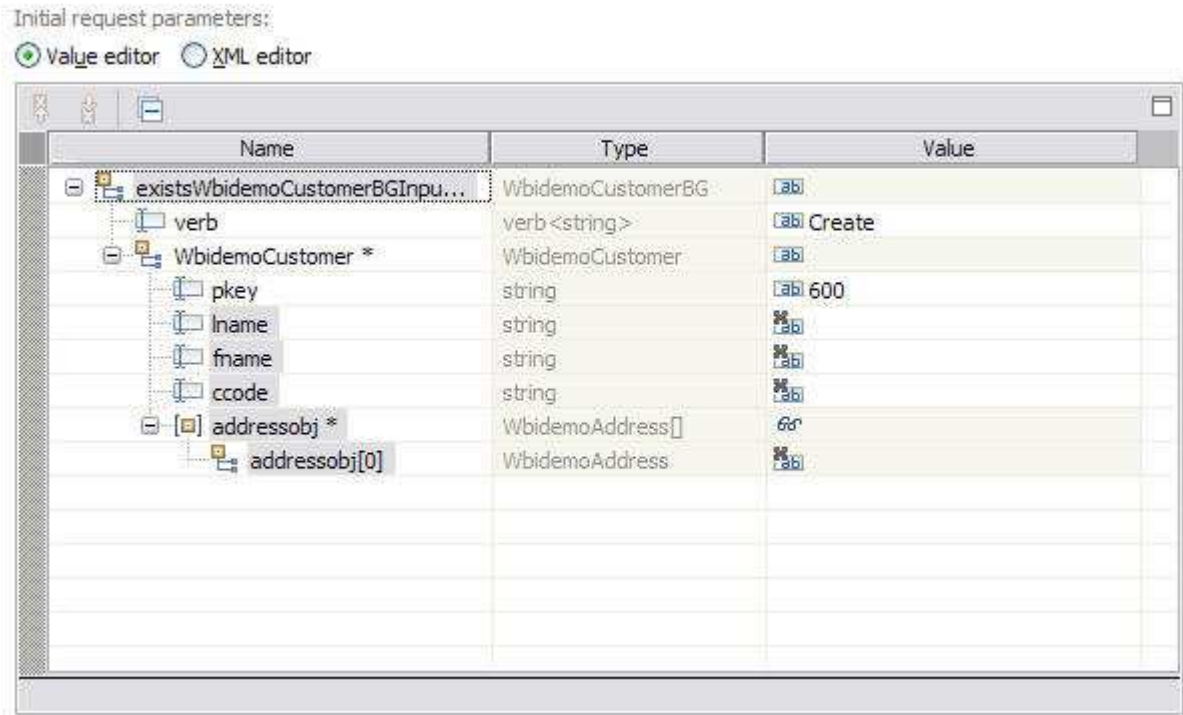 Initial request parameters:
Value editor XML editor
Name Type Value
existsWbidemoCustomerBGInpu... WbidemoCustomerBG
verb verb<string> Create
WbidemoCustomer * WbidemoCustomer
pkey string 600
lname string
fname string
ccode string
addressobj * WbidemoAddress[]
addressobj[0] WbidemoAddress